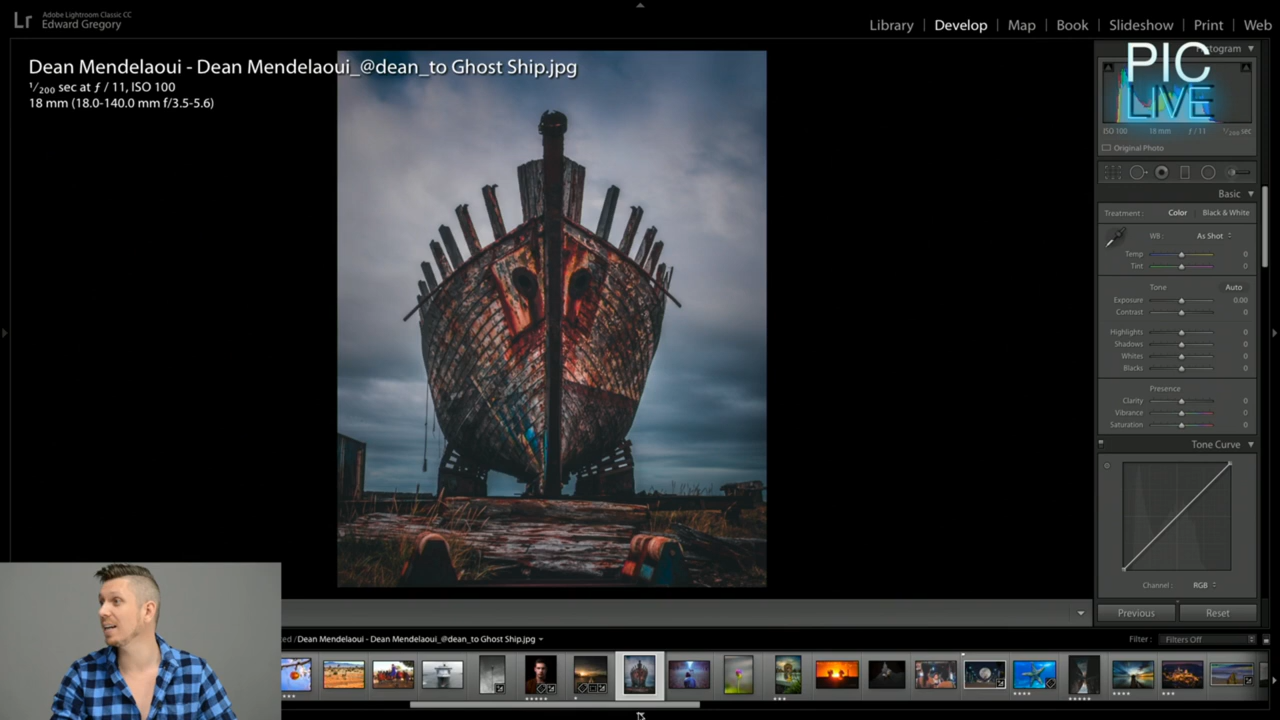 Lr
Adobe Lightroom Classic CC
Edward Gregory
Library | Develop | Map | Book | Slideshow | Print | Web
Dean Mendelaoui - Dean Mendelaoui_@dean_to Ghost Ship.jpg
1/200 sec at ƒ / 11, ISO 100
18 mm (18.0-140.0 mm f/3.5-5.6)
Histogram
PIC
LIVE
ISO 100 18 mm ƒ / 11 1/200 sec
Original Photo
Basic
Treatment : Color Black & White
WB : As Shot
Temp 0
Tint 0
Tone Auto
Exposure 0.00
Contrast 0
Highlights 0
Shadows 0
Whites 0
Blacks 0
Presence
Clarity 0
Vibrance 0
Saturation 0
Tone Curve
Channel : RGB
Previous Reset
/Dean Mendelaoui - Dean Mendelaoui_@dean_to Ghost Ship.jpg
Filter : Filters Off